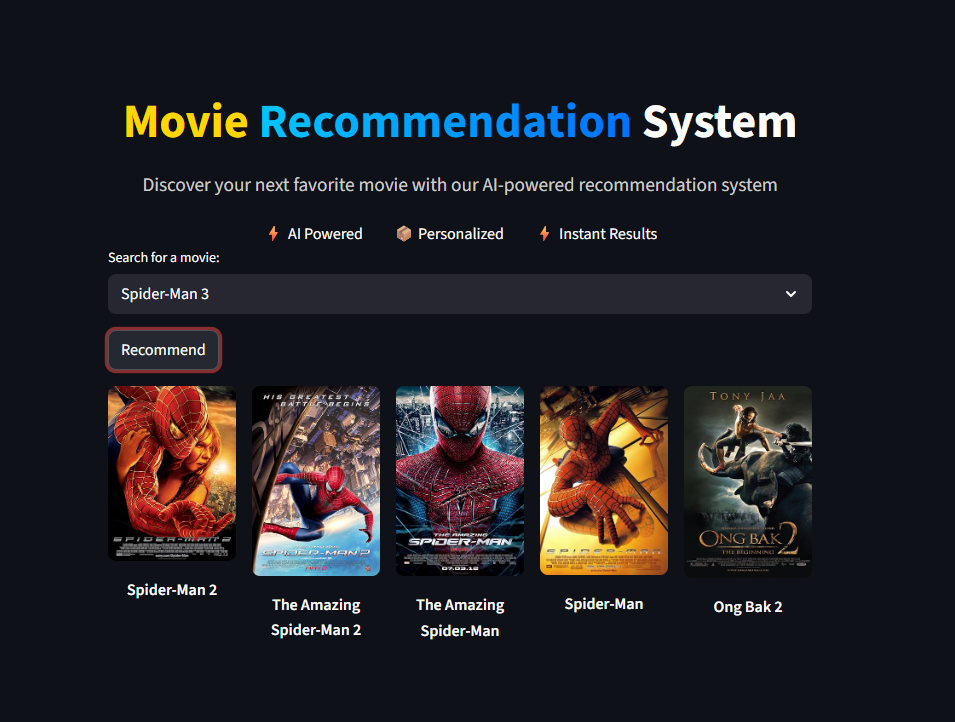 Movie Recommendation System
Discover your next favorite movie with our AI-powered recommendation system
AI Powered
Personalized
Instant Results
Search for a movie:
Spider-Man 3
Recommend
SPIDER-MAN 2
HIS GREATEST
BATTLE BEGINS
SPIDER-MAN 2
THE AMAZING
SPIDER-MAN
07.03.12
SPIDER-MAN
TONY JAA
ONG BAK 2
THE BEGINNING
Spider-Man 2
The Amazing
Spider-Man 2
The Amazing
Spider-Man
Spider-Man
Ong Bak 2